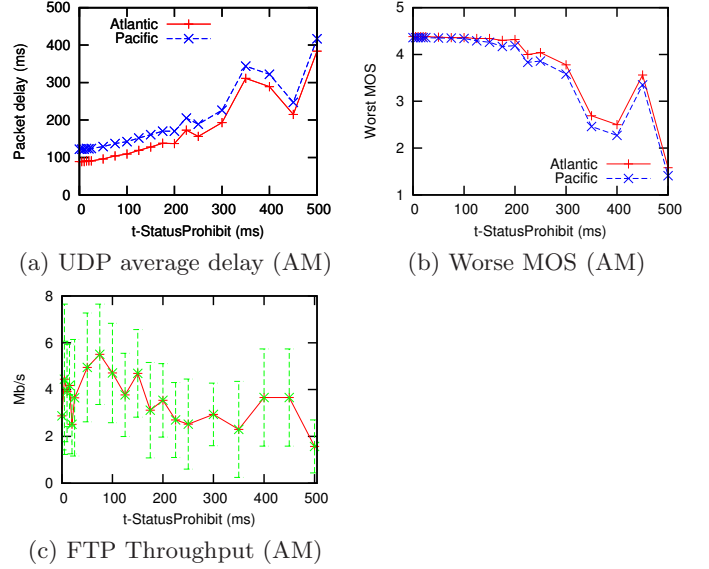 Atlantic
Pacific
Packet delay (ms)
500
400
300
200
100
0
0 100 200 300 400 500
t-StatusProhibit (ms)
(a) UDP average delay (AM)
Worst MOS
5
4
3
2
1
Atlantic
Pacific
0 100 200 300 400 500
t-StatusProhibit (ms)
(b) Worse MOS (AM)
Mb/s
8
6
4
2
0
0 100 200 300 400 500
t-StatusProhibit (ms)
(c) FTP Throughput (AM)